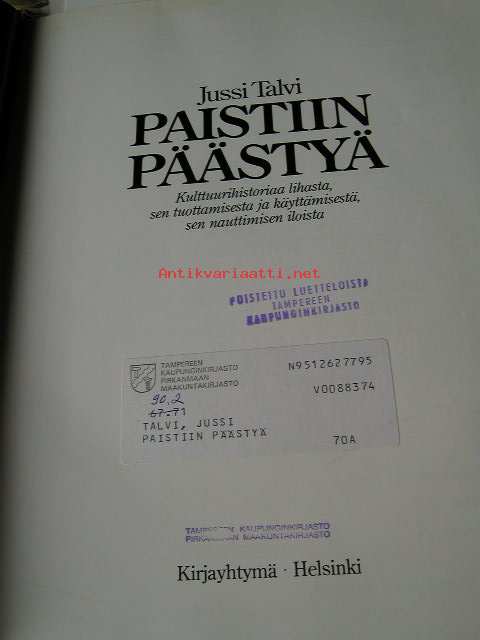 Jussi Talvi
PAISTIIN
PÄÄSTYÄ
Kulttuurihistoriaa lihasta,
sen tuottamisesta ja käyttämisestä,
sen nauttimisen iloista
Antikvariaatti.net
POISTETTU LUETTELOISTA
TAMPEREEN
KAUPUNGINKIRJASTO
TAMPEREEN
KAUPUNGINKIRJASTO
PIRKANMAAN
MAAKUNTAKIRJASTO
N9512627795
V0088374
90.2
67.71
TALVI, JUSSI
PAISTIIN PÄÄSTYÄ
70A
TAMPEREEN KAUPUNGINKIRJASTO
PIRKANMAAN MAAKUNTAKIRJASTO
Kirjayhtymä · Helsinki